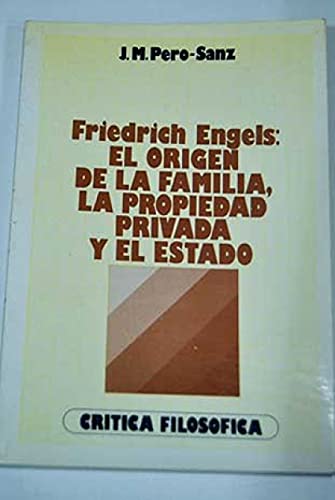 J.M.Pero-Sanz
Friedrich Engels:
EL ORIGEN
DE LA FAMILIA,
LA PROPIEDAD
PRIVADA
Y EL ESTADO
CRITICA FILOSOFICA